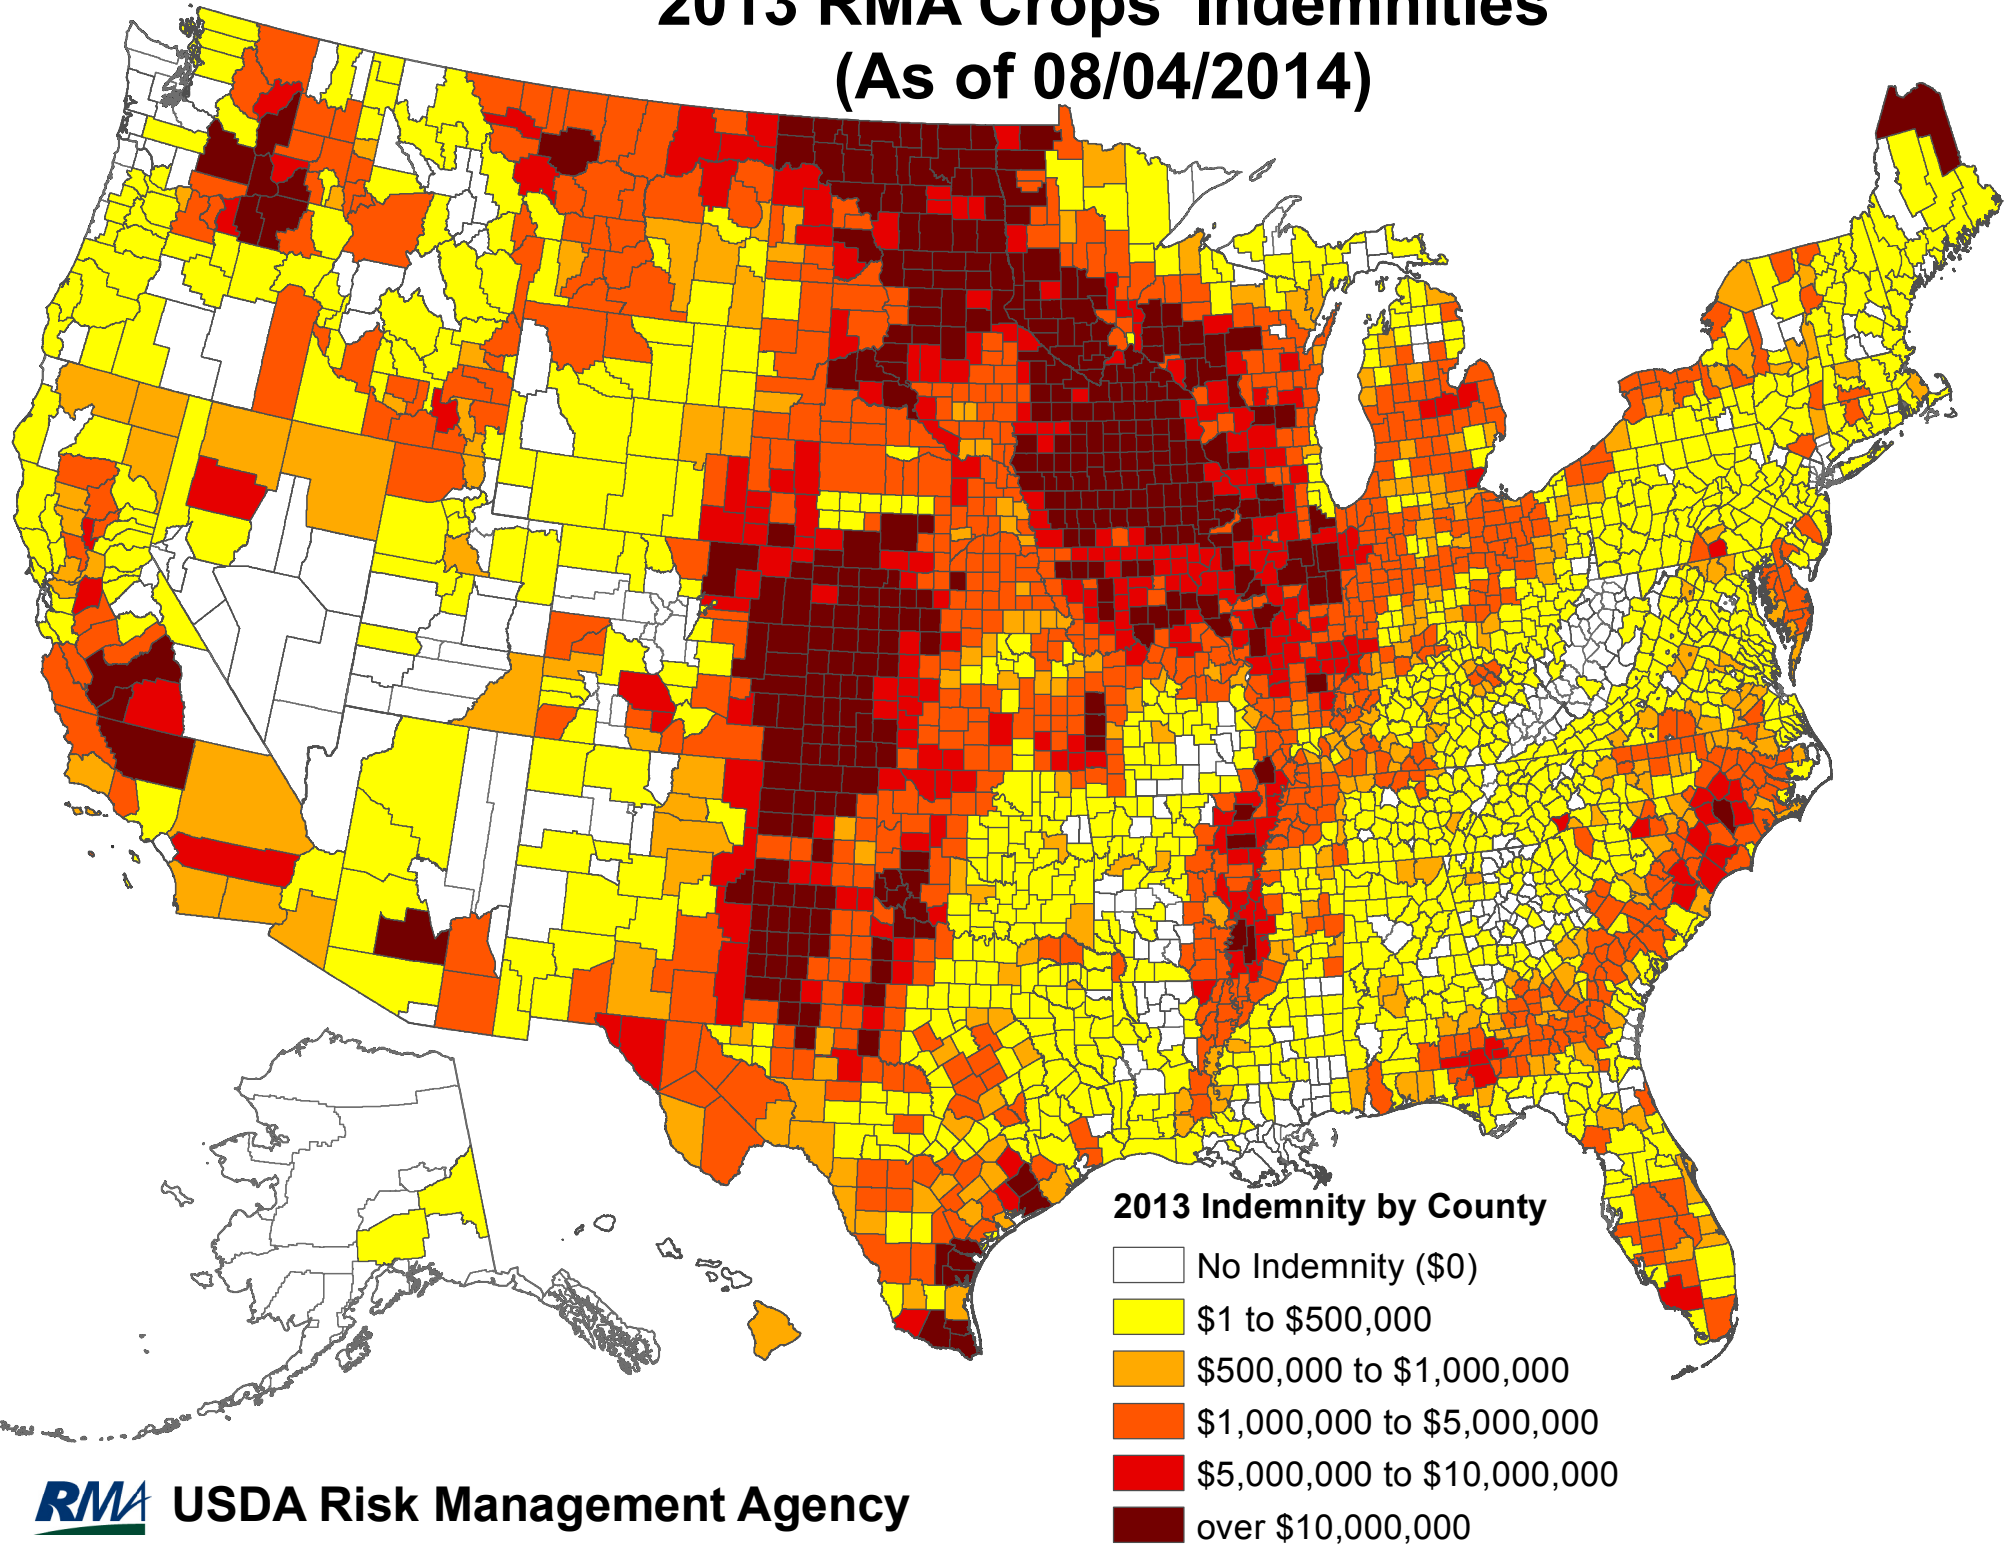 2013 RMA Crops' Indemnities
(As of 08/04/2014)
2013 Indemnity by County
No Indemnity ($0)
$1 to $500,000
$500,000 to $1,000,000
$1,000,000 to $5,000,000
$5,000,000 to $10,000,000
over $10,000,000
RMA USDA Risk Management Agency